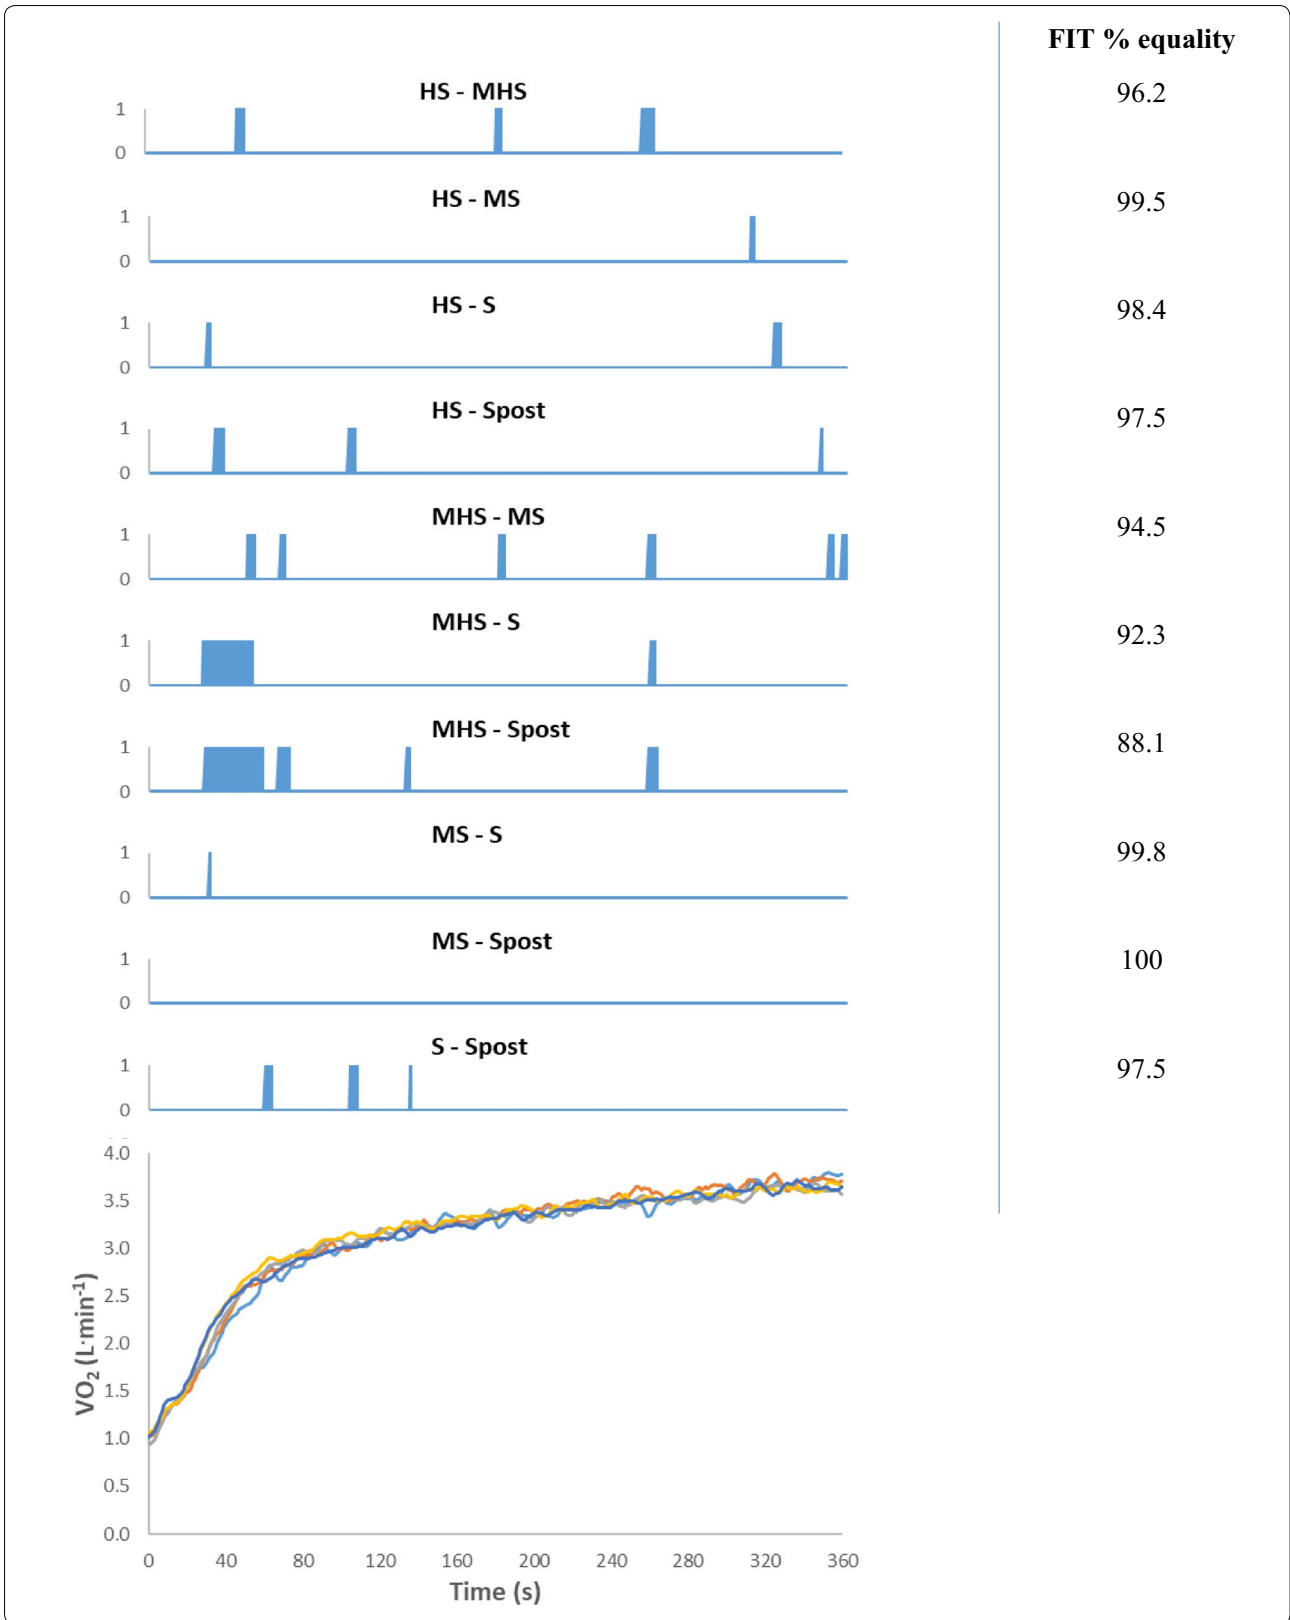 FIT % equality
HS - MHS
96.2
1
0
HS - MS
99.5
1
0
HS - S
98.4
1
0
HS - Spost
97.5
1
0
MHS - MS
94.5
1
0
MHS - S
92.3
1
0
MHS - Spost
88.1
1
0
MS - S
99.8
1
0
MS - Spost
100
1
0
S - Spost
97.5
1
0
4.0
3.5
3.0
2.5
2.0
1.5
1.0
0.5
0.0
VO₂ (L·min⁻¹)
0 40 80 120 160 200 240 280 320 360
Time (s)